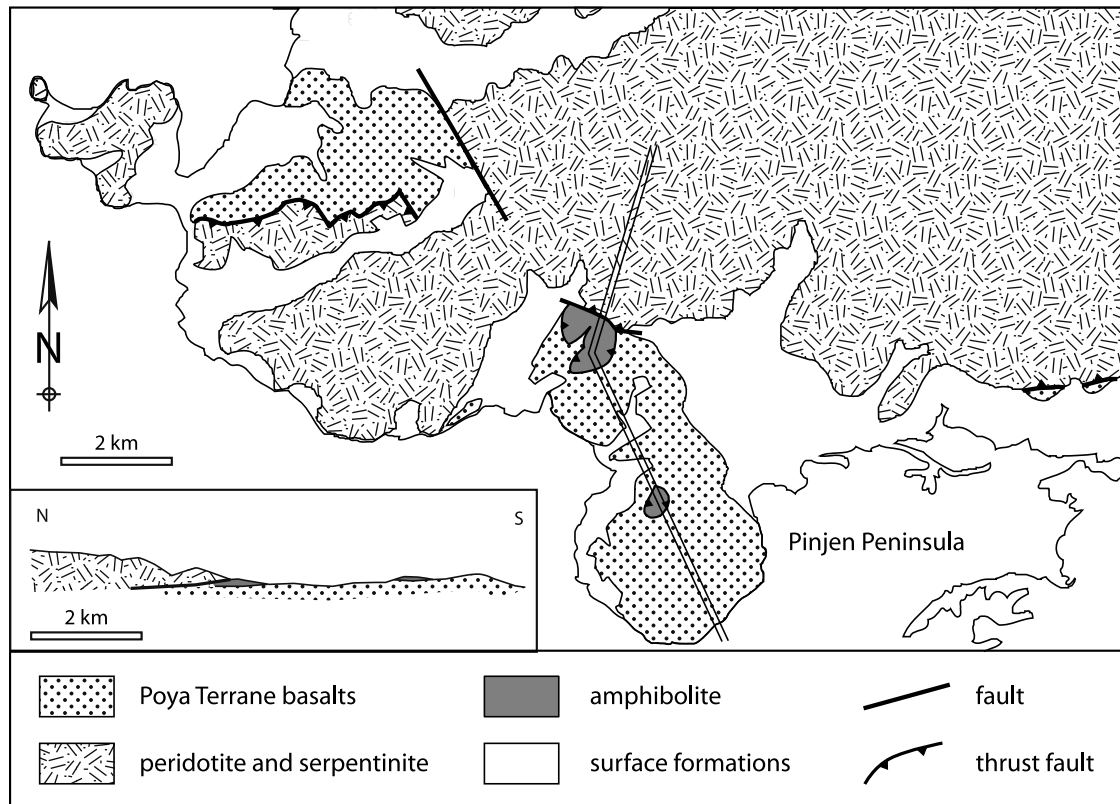 N
2 km
N
S
2 km
Pinjen Peninsula
Poya Terrane basalts
amphibolite
fault
peridotite and serpentinite
surface formations
thrust fault